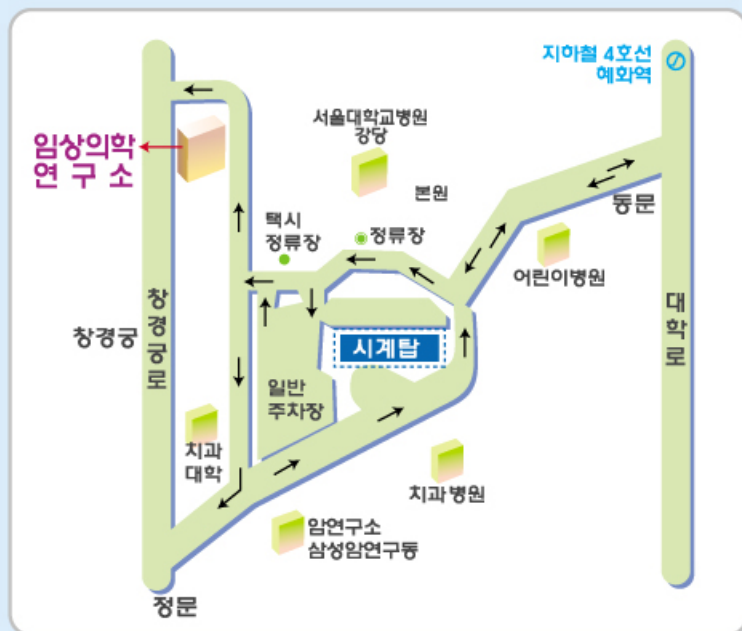 지하철 4호선
혜화역
서울대학교병원
강당
임상의학
연구소
본원
택시
정류장
정류장
동문
어린이병원
창경궁
창경궁로
대학로
시계탑
일반
주차장
치과
대학
치과병원
암연구소
삼성암연구동
정문